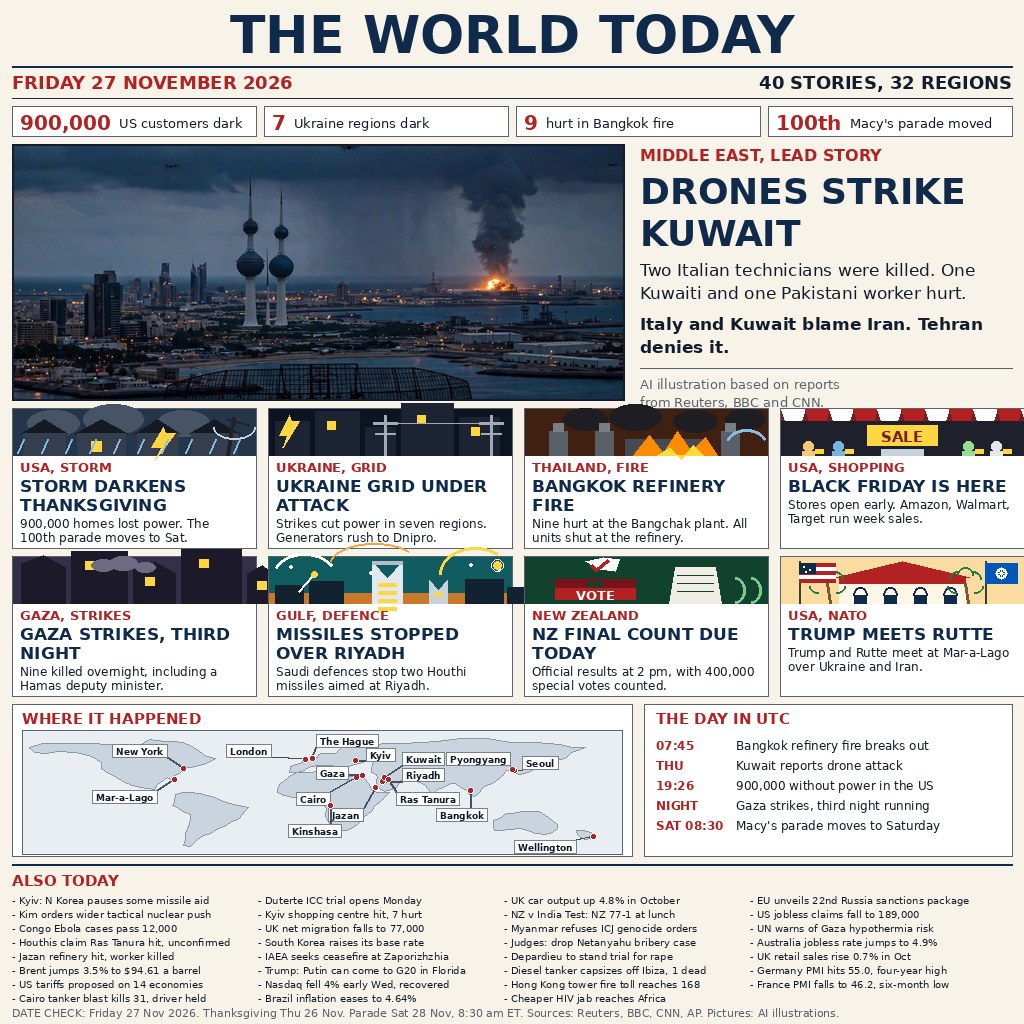 THE WORLD TODAY
FRIDAY 27 NOVEMBER 2026
40 STORIES, 32 REGIONS
900,000 US customers dark
7 Ukraine regions dark
9 hurt in Bangkok fire
100th Macy's parade moved
MIDDLE EAST, LEAD STORY
DRONES STRIKE
KUWAIT
Two Italian technicians were killed. One
Kuwaiti and one Pakistani worker hurt.
Italy and Kuwait blame Iran. Tehran
denies it.
AI illustration based on reports
from Reuters, BBC and CNN.
USA, STORM
STORM DARKENS
THANKSGIVING
900,000 homes lost power. The
100th parade moves to Sat.
UKRAINE, GRID
UKRAINE GRID UNDER
ATTACK
Strikes cut power in seven regions.
Generators rush to Dnipro.
THAILAND, FIRE
BANGKOK REFINERY
FIRE
Nine hurt at the Bangchak plant. All
units shut at the refinery.
SALE
USA, SHOPPING
BLACK FRIDAY IS HERE
Stores open early. Amazon, Walmart,
Target run week sales.
GAZA, STRIKES
GAZA STRIKES, THIRD
NIGHT
Nine killed overnight, including a
Hamas deputy minister.
GULF, DEFENCE
MISSILES STOPPED
OVER RIYADH
Saudi defences stop two Houthi
missiles aimed at Riyadh.
VOTE
NEW ZEALAND
NZ FINAL COUNT DUE
TODAY
Official results at 2 pm, with 400,000
special votes counted.
USA, NATO
TRUMP MEETS RUTTE
Trump and Rutte meet at Mar-a-Lago
over Ukraine and Iran.
WHERE IT HAPPENED
New York
London
The Hague
Kyiv
Kuwait
Pyongyang
Seoul
Gaza
Riyadh
Mar-a-Lago
Cairo
Ras Tanura
Jazan
Bangkok
Kinshasa
Wellington
THE DAY IN UTC
07:45 Bangkok refinery fire breaks out
THU Kuwait reports drone attack
19:26 900,000 without power in the US
NIGHT Gaza strikes, third night running
SAT 08:30 Macy's parade moves to Saturday
ALSO TODAY
- Kyiv: N Korea pauses some missile aid
- Kim orders wider tactical nuclear push
- Congo Ebola cases pass 12,000
- Houthis claim Ras Tanura hit, unconfirmed
- Jazan refinery hit, worker killed
- Brent jumps 3.5% to $94.61 a barrel
- US tariffs proposed on 14 economies
- Cairo tanker blast kills 31, driver held
- Duterte ICC trial opens Monday
- Kyiv shopping centre hit, 7 hurt
- UK net migration falls to 77,000
- South Korea raises its base rate
- IAEA seeks ceasefire at Zaporizhzhia
- Trump: Putin can come to G20 in Florida
- Nasdaq fell 4% early Wed, recovered
- Brazil inflation eases to 4.64%
- UK car output up 4.8% in October
- NZ v India Test: NZ 77-1 at lunch
- Myanmar refuses ICJ genocide orders
- Judges: drop Netanyahu bribery case
- Depardieu to stand trial for rape
- Diesel tanker capsizes off Ibiza, 1 dead
- Hong Kong tower fire toll reaches 168
- Cheaper HIV jab reaches Africa
- EU unveils 22nd Russia sanctions package
- US jobless claims fall to 189,000
- UN warns of Gaza hypothermia risk
- Australia jobless rate jumps to 4.9%
- UK retail sales rise 0.7% in Oct
- Germany PMI hits 55.0, four-year high
- France PMI falls to 46.2, six-month low
DATE CHECK: Friday 27 Nov 2026. Thanksgiving Thu 26 Nov. Parade Sat 28 Nov, 8:30 am ET. Sources: Reuters, BBC, CNN, AP. Pictures: AI illustrations.